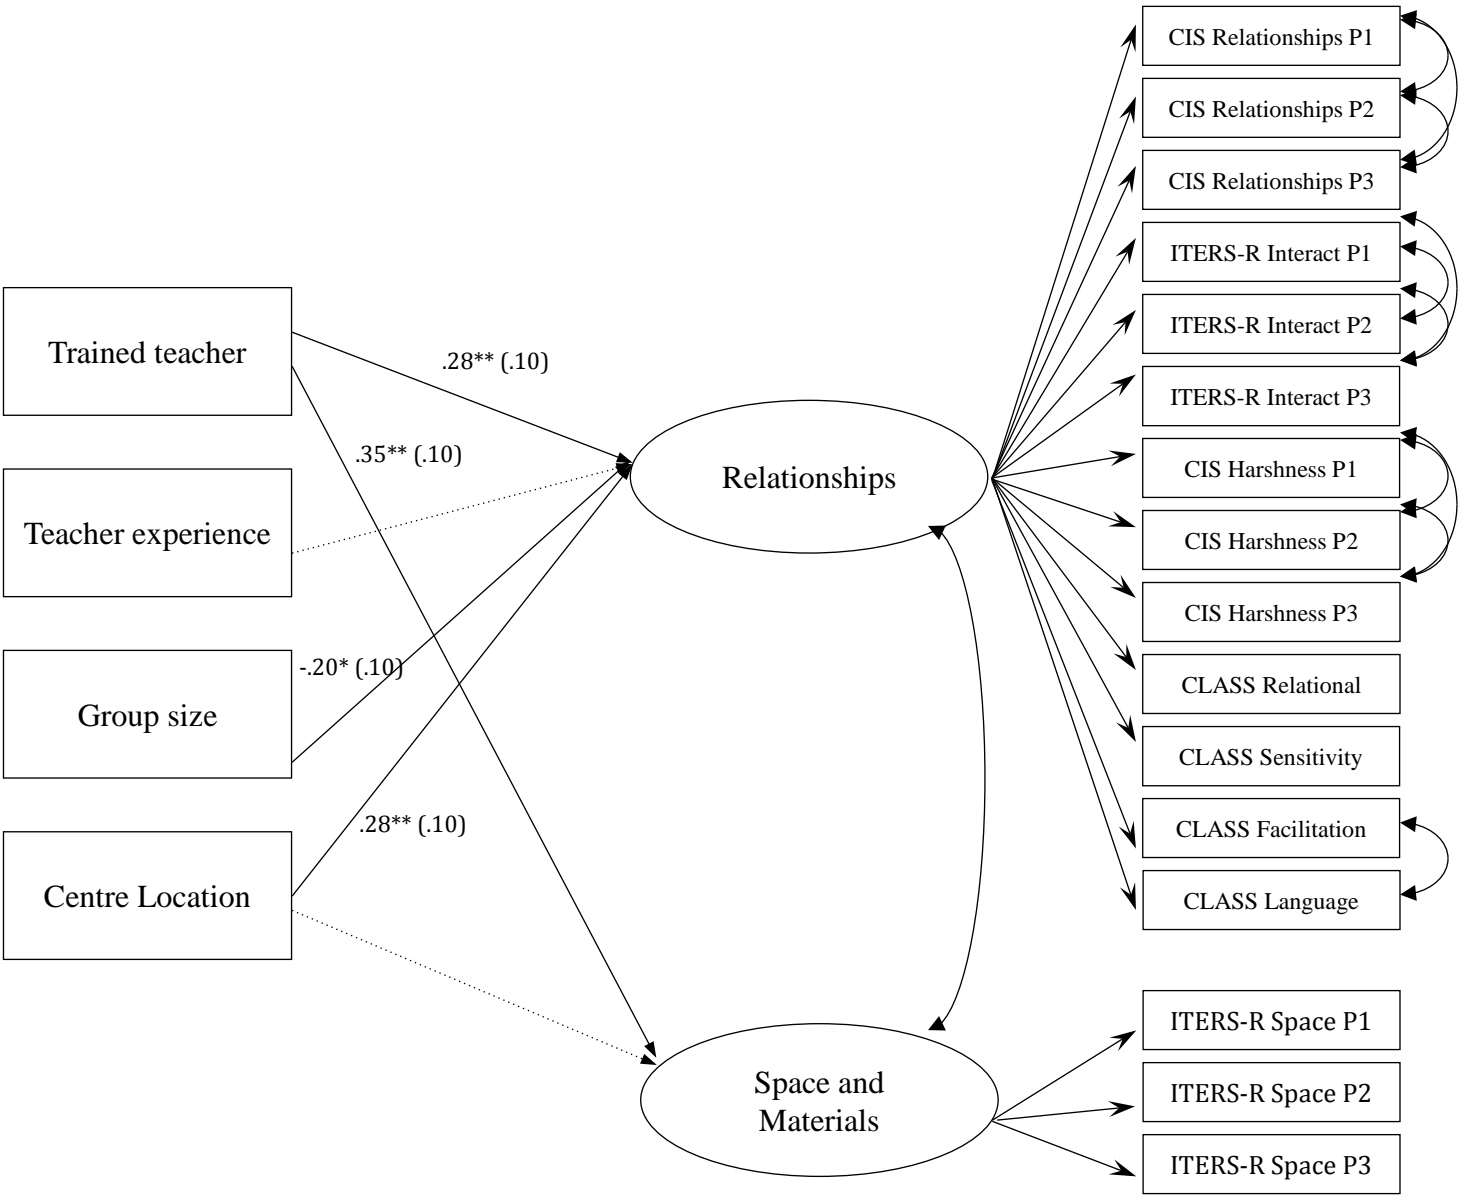 Trained teacher
Teacher experience
Group size
Centre Location
.28** (.10)
.35** (.10)
-.20* (.10)
.28** (.10)
Relationships
Space and
Materials
CIS Relationships P1
CIS Relationships P2
CIS Relationships P3
ITERS-R Interact P1
ITERS-R Interact P2
ITERS-R Interact P3
CIS Harshness P1
CIS Harshness P2
CIS Harshness P3
CLASS Relational
CLASS Sensitivity
CLASS Facilitation
CLASS Language
ITERS-R Space P1
ITERS-R Space P2
ITERS-R Space P3